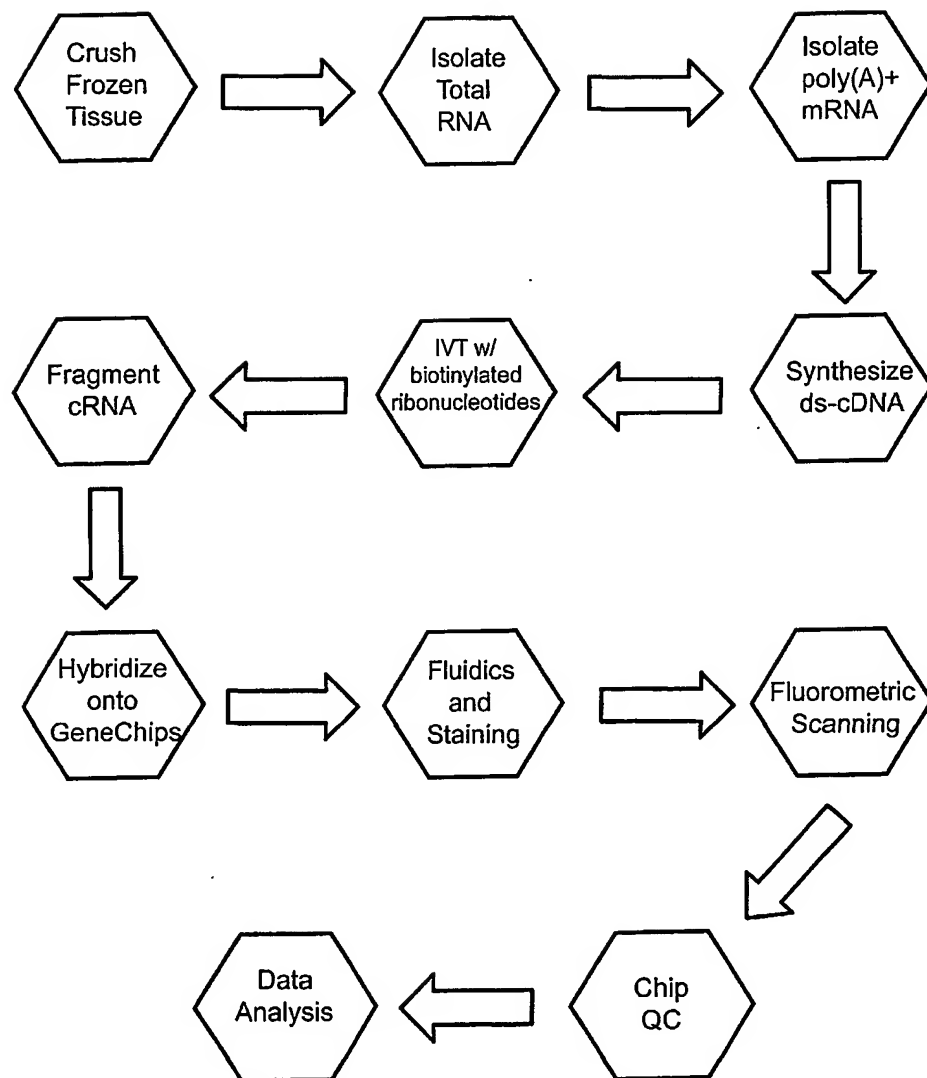 Crush
Frozen
Tissue
Isolate
Total
RNA
Isolate
poly(A)+
mRNA
Synthesize
ds-cDNA
IVT w/
biotinylated
ribonucleotides
Fragment
cRNA
Hybridize
onto
GeneChips
Fluidics
and
Staining
Fluorometric
Scanning
Chip
QC
Data
Analysis